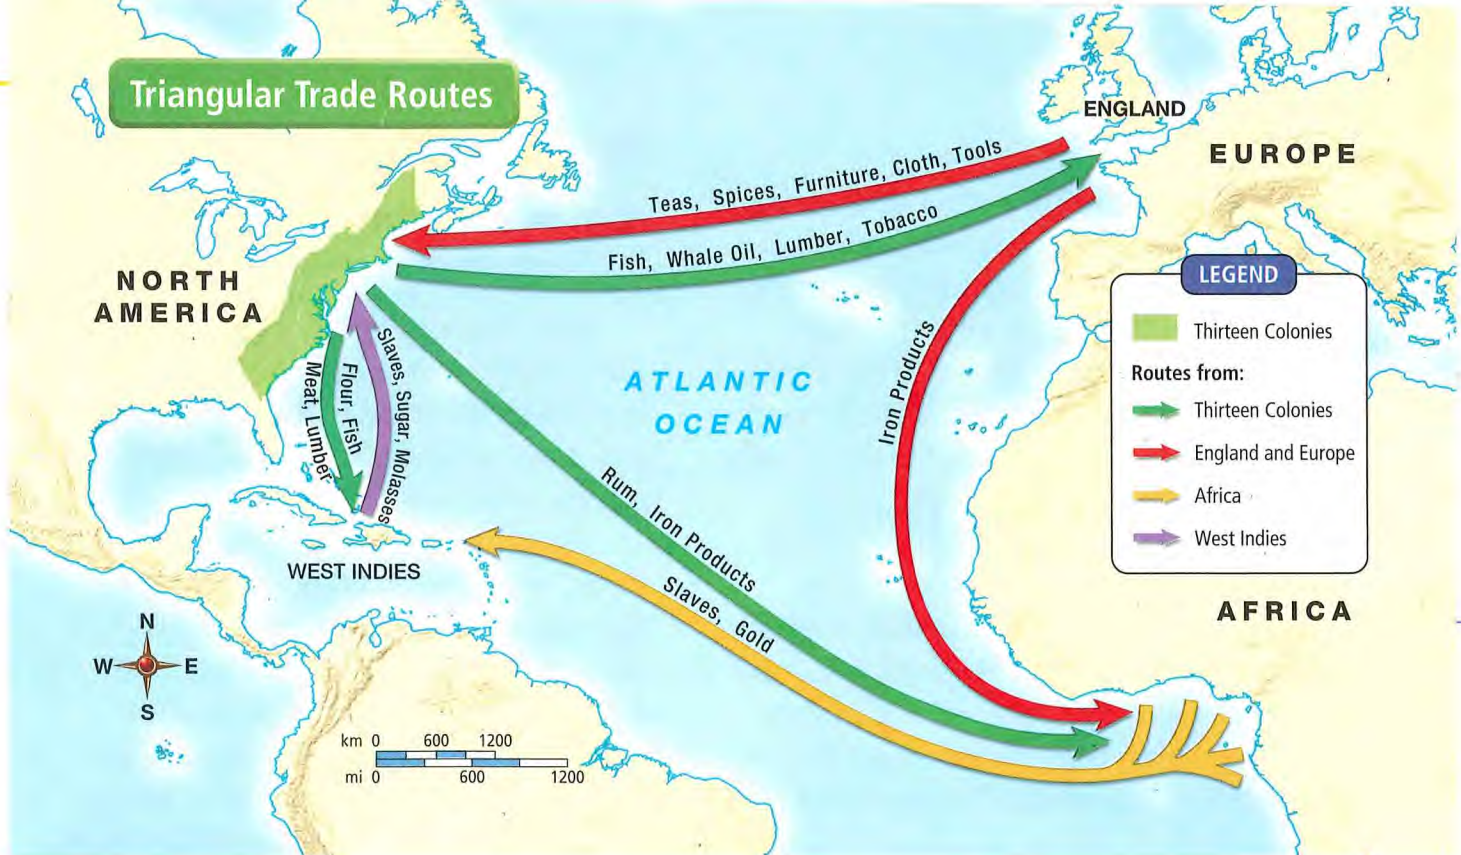 Triangular Trade Routes
ENGLAND
EUROPE
Teas, Spices, Furniture, Cloth, Tools
Fish, Whale Oil, Lumber, Tobacco
NORTH
AMERICA
LEGEND
Thirteen Colonies
Routes from:
Thirteen Colonies
England and Europe
Africa
West Indies
Iron Products
ATLANTIC
OCEAN
Slaves, Sugar, Molasses
Flour, Fish
Meat, Lumber
Rum, Iron Products
Slaves, Gold
WEST INDIES
AFRICA
N
W E
S
km 0 600 1200
mi 0 600 1200